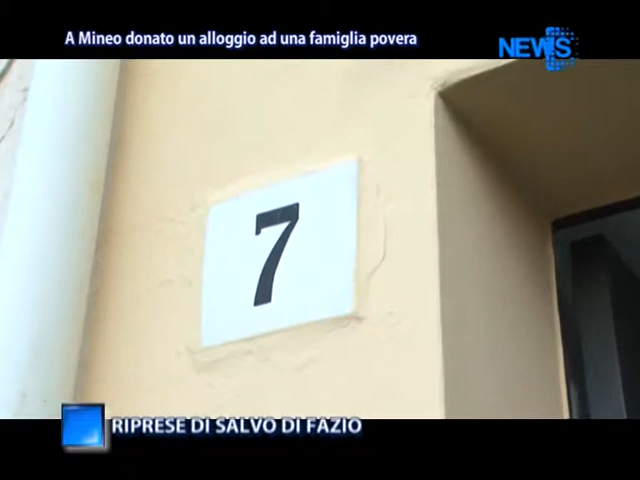 A Mineo donato un alloggio ad una famiglia povera
NEWS
7
RIPRESE DI SALVO DI FAZIO